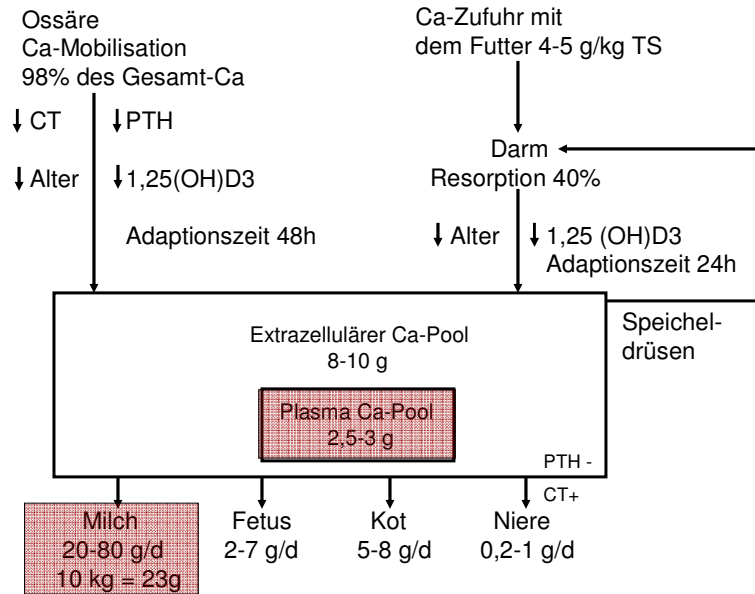 Ossäre
Ca-Mobilisation
98% des Gesamt-Ca
↓ CT ↓ PTH
↓ Alter ↓ 1,25(OH)D3
Adaptionszeit 48h
Ca-Zufuhr mit
dem Futter 4-5 g/kg TS
Darm
Resorption 40%
↓ Alter ↓ 1,25 (OH)D3
Adaptionszeit 24h
Speichel-
drüsen
Extrazellulärer Ca-Pool
8-10 g
Plasma Ca-Pool
2,5-3 g
PTH -
CT+
Milch
20-80 g/d
10 kg = 23g
Fetus
2-7 g/d
Kot
5-8 g/d
Niere
0,2-1 g/d